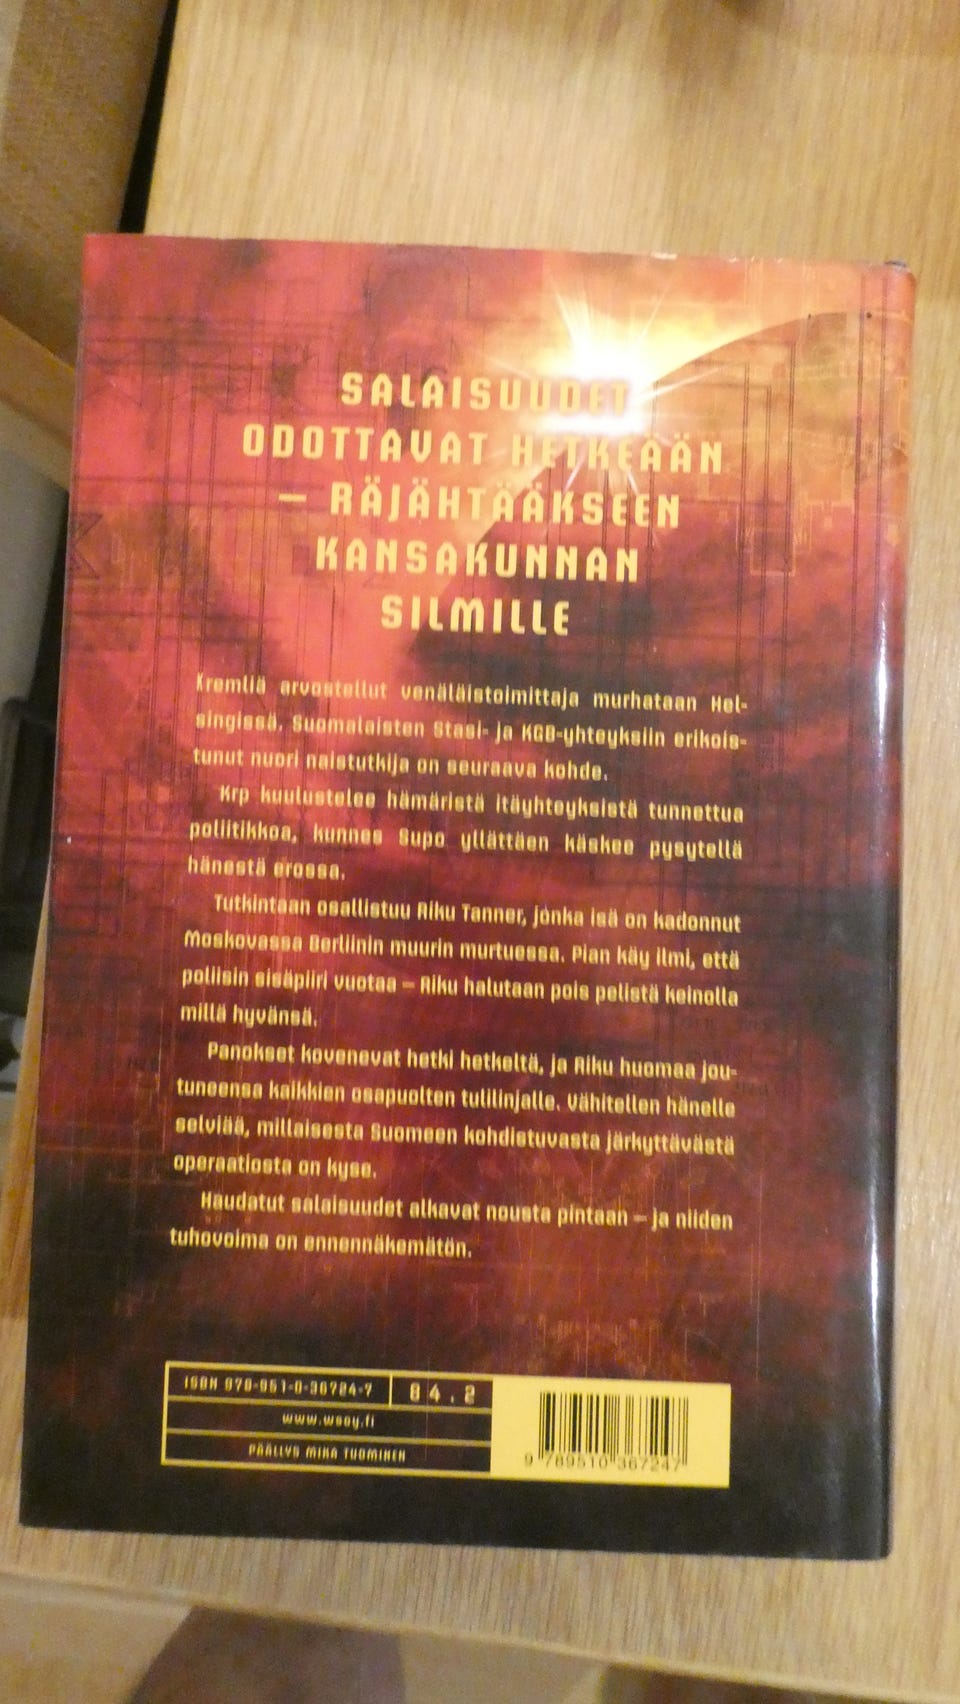 SALAISUUDET
ODOTTAVAT HETKEÄÄN
– RÄJÄHTÄÄKSEEN
KANSAKUNNAN
SILMILLE
Kremliä arvostellut venäläistoimittaja murhataan Hel-
singissä. Suomalaisten Stasi- ja KGB-yhteyksiin erikois-
tunut nuori naistutkija on seuraava kohde.
Krp kuulustelee hämäristä itäyhteyksistä tunnettua
poliitikkoa, kunnes Supo yllättäen käskee pysytellä
hänestä erossa.
Tutkintaan osallistuu Riku Tanner, jonka isä on kadonnut
Moskovassa Berliinin muurin murtuessa. Pian käy ilmi, että
poliisin sisäpiiri vuotaa – Riku halutaan pois pelistä keinolla
millä hyvänsä.
Panokset kovenevat hetki hetkeltä, ja Riku huomaa jou-
tuneensa kaikkien osapuolten tulilinjalle. Vähitellen hänelle
selviää, millaisesta Suomeen kohdistuvasta järkyttävästä
operaatiosta on kyse.
Haudatut salaisuudet alkavat nousta pintaan – ja niiden
tuhovoima on ennennäkemätön.
ISBN 978-951-0-36724-7
84.2
www.wsoy.fi
PÄÄLLYS MIKA TUOMINEN
9 789510 367247